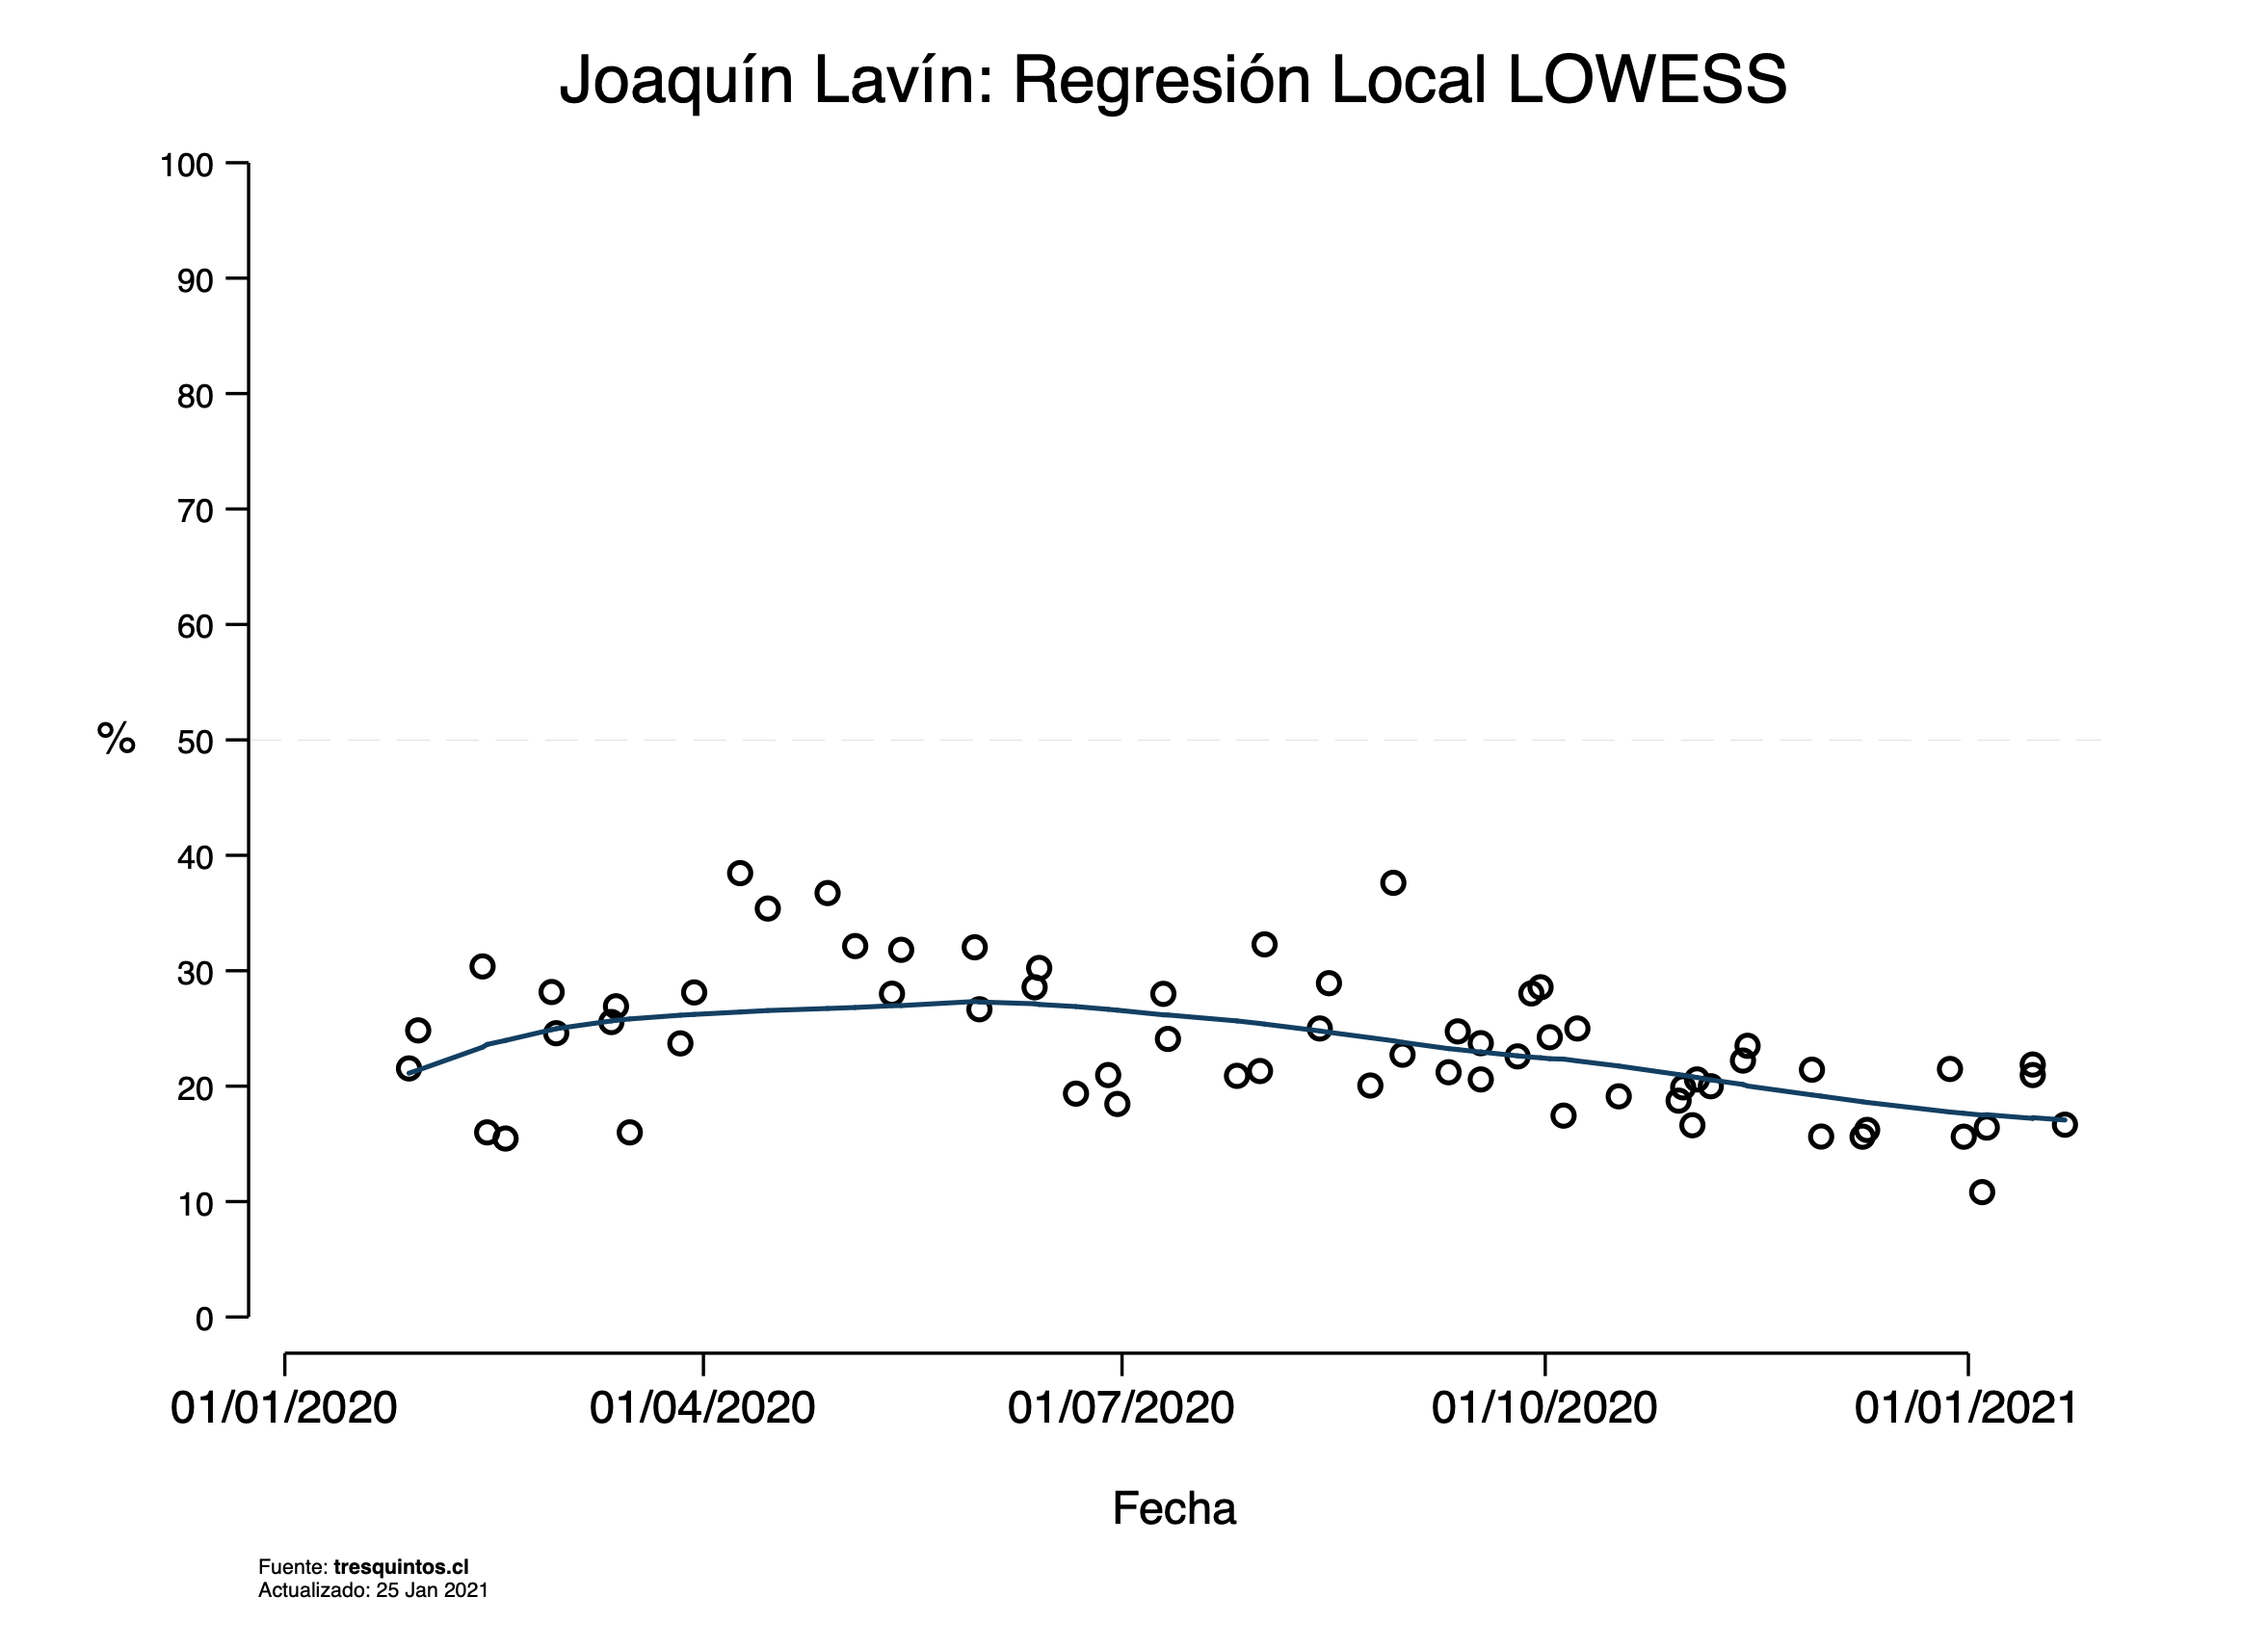 Joaquín Lavín: Regresión Local LOWESS
100
90
80
70
60
% 50
40
30
20
10
0
01/01/2020 01/04/2020 01/07/2020 01/10/2020 01/01/2021
Fecha
Fuente: tresquintos.cl
Actualizado: 25 Jan 2021